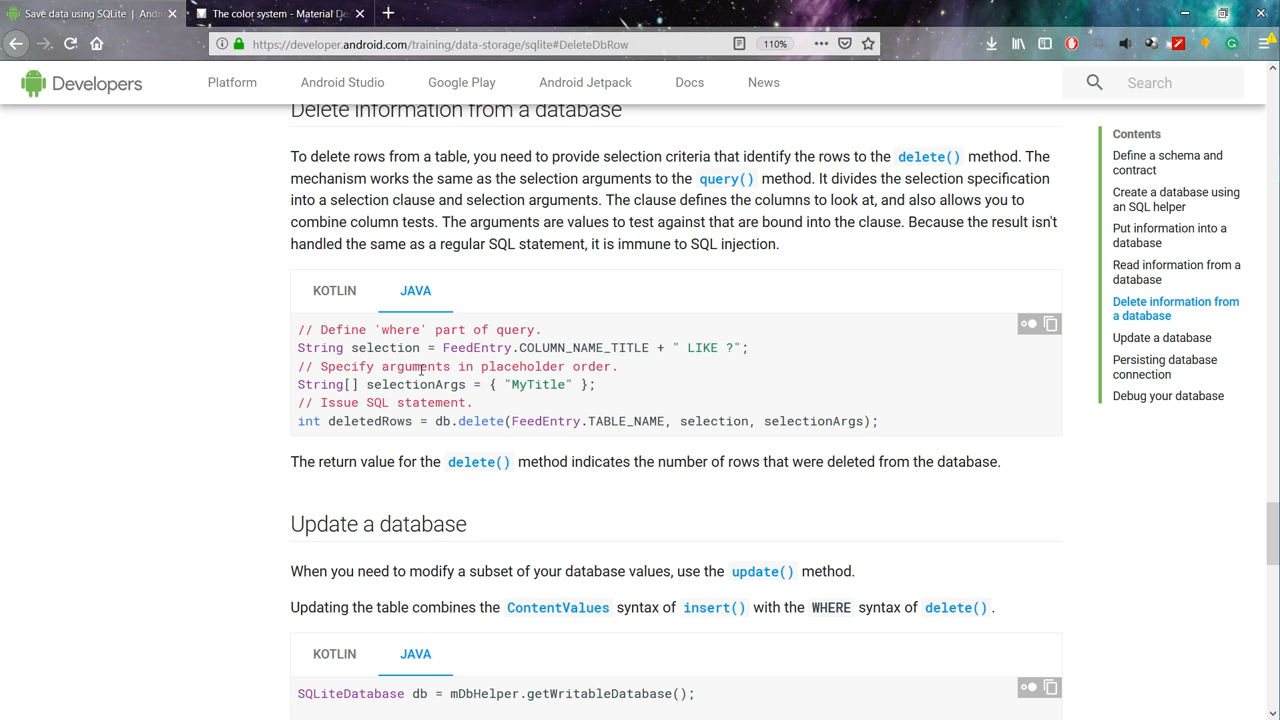 Save data using SQLite | Andr
The color system - Material De
https://developer.android.com/training/data-storage/sqlite#DeleteDbRow
110%
Developers
Platform
Android Studio
Google Play
Android Jetpack
Docs
News
Search
Delete information from a database
To delete rows from a table, you need to provide selection criteria that identify the rows to the delete() method. The
mechanism works the same as the selection arguments to the query() method. It divides the selection specification
into a selection clause and selection arguments. The clause defines the columns to look at, and also allows you to
combine column tests. The arguments are values to test against that are bound into the clause. Because the result isn't
handled the same as a regular SQL statement, it is immune to SQL injection.
KOTLIN JAVA
// Define 'where' part of query.
String selection = FeedEntry.COLUMN_NAME_TITLE + " LIKE ?";
// Specify arguments in placeholder order.
String[] selectionArgs = { "MyTitle" };
// Issue SQL statement.
int deletedRows = db.delete(FeedEntry.TABLE_NAME, selection, selectionArgs);
The return value for the delete() method indicates the number of rows that were deleted from the database.
Update a database
When you need to modify a subset of your database values, use the update() method.
Updating the table combines the ContentValues syntax of insert() with the WHERE syntax of delete().
KOTLIN JAVA
SQLiteDatabase db = mDbHelper.getWritableDatabase();
Contents
Define a schema and
contract
Create a database using
an SQL helper
Put information into a
database
Read information from a
database
Delete information from
a database
Update a database
Persisting database
connection
Debug your database